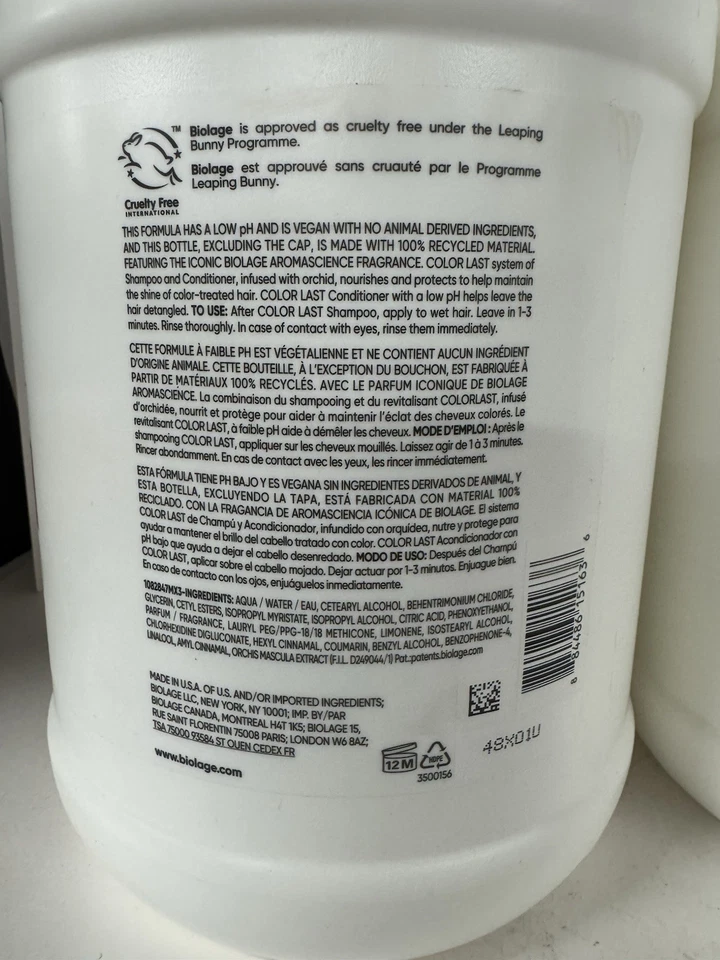 TM
Biolage is approved as cruelty free under the Leaping
Bunny Programme.
Biolage est approuvé sans cruauté par le Programme
Leaping Bunny.
Cruelty Free
INTERNATIONAL
THIS FORMULA HAS A LOW pH AND IS VEGAN WITH NO ANIMAL DERIVED INGREDIENTS,
AND THIS BOTTLE, EXCLUDING THE CAP, IS MADE WITH 100% RECYCLED MATERIAL.
FEATURING THE ICONIC BIOLAGE AROMASCIENCE FRAGRANCE. COLOR LAST system of
Shampoo and Conditioner, infused with orchid, nourishes and protects to help maintain
the shine of color-treated hair. COLOR LAST Conditioner with a low pH helps leave the
hair detangled. TO USE: After COLOR LAST Shampoo, apply to wet hair. Leave in 1-3
minutes. Rinse thoroughly. In case of contact with eyes, rinse them immediately.
CETTE FORMULE À FAIBLE PH EST VÉGÉTALIENNE ET NE CONTIENT AUCUN INGRÉDIENT
D'ORIGINE ANIMALE. CETTE BOUTEILLE, À L'EXCEPTION DU BOUCHON, EST FABRIQUÉE À
PARTIR DE MATÉRIAUX 100% RECYCLÉS. AVEC LE PARFUM ICONIQUE DE BIOLAGE
AROMASCIENCE. La combinaison du shampooing et du revitalisant COLORLAST, infusé
d'orchidée, nourrit et protège pour aider à maintenir l'éclat des cheveux colorés. Le
revitalisant COLOR LAST, à faible pH aide à démêler les cheveux. MODE D'EMPLOI : Après le
shampooing COLOR LAST, appliquer sur les cheveux mouillés. Laissez agir de 1 à 3 minutes.
Rincer abondamment. En cas de contact avec les yeux, les rincer immédiatement.
ESTA FÓRMULA TIENE PH BAJO Y ES VEGANA SIN INGREDIENTES DERIVADOS DE ANIMAL, Y
ESTA BOTELLA, EXCLUYENDO LA TAPA, ESTÁ FABRICADA CON MATERIAL 100%
RECICLADO. CON LA FRAGANCIA DE AROMASCIENCIA ICÓNICA DE BIOLAGE. El sistema
COLOR LAST de Champú y Acondicionador, infundido con orquídea, nutre y protege para
ayudar a mantener el brillo del cabello tratado con color. COLOR LAST Acondicionador con
pH bajo que ayuda a dejar el cabello desenredado. MODO DE USO: Después del Champú
COLOR LAST, aplicar sobre el cabello mojado. Dejar actuar por 1-3 minutos. Enjuague bien.
En caso de contacto con los ojos, enjuáguelos inmediatamente.
1082847MX3-INGREDIENTS: AQUA / WATER / EAU, CETEARYL ALCOHOL, BEHENTRIMONIUM CHLORIDE,
GLYCERIN, CETYL ESTERS, ISOPROPYL MYRISTATE, ISOPROPYL ALCOHOL, CITRIC ACID, PHENOXYETHANOL,
PARFUM / FRAGRANCE, LAURYL PEG/PPG-18/18 METHICONE, LIMONENE, ISOSTEARYL ALCOHOL,
CHLORHEXIDINE DIGLUCONATE, HEXYL CINNAMAL, COUMARIN, BENZYL ALCOHOL, BENZOPHENONE-4,
LINALOOL, AMYL CINNAMAL, ORCHIS MASCULA EXTRACT (F.I.L. D249044/1) Pat.:patents.biolage.com
8 84486 15163 6
MADE IN U.S.A. OF U.S. AND/OR IMPORTED INGREDIENTS;
BIOLAGE LLC, NEW YORK, NY 10001; IMP. BY/PAR
BIOLAGE CANADA, MONTREAL H4T 1K5; BIOLAGE 15,
RUE SAINT FLORENTIN 75008 PARIS; LONDON W6 8AZ;
TSA 75000 93584 ST OUEN CEDEX FR
www.biolage.com
12 M
HDPE
3500156
48X01U